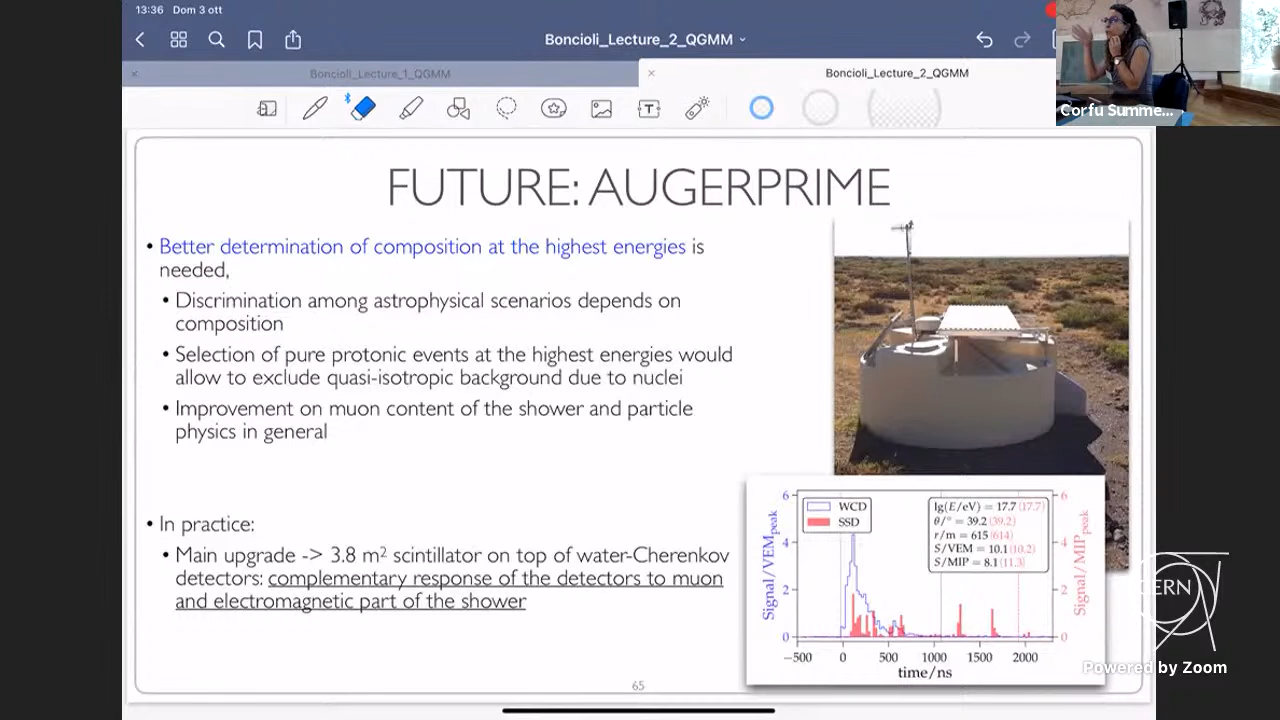 13:36 Dom 3 ott
Boncioli_Lecture_2_QGMM
Boncioli_Lecture_1_QGMM
Boncioli_Lecture_2_QGMM
Corfu Summe...
FUTURE: AUGERPRIME
• Better determination of composition at the highest energies is
needed,
• Discrimination among astrophysical scenarios depends on
composition
• Selection of pure protonic events at the highest energies would
allow to exclude quasi-isotropic background due to nuclei
• Improvement on muon content of the shower and particle
physics in general
• In practice:
• Main upgrade -> 3.8 m² scintillator on top of water-Cherenkov
detectors: complementary response of the detectors to muon
and electromagnetic part of the shower
Signal/VEMpeak
6
4
2
0
WCD
SSD
lg(E/eV) = 17.7 (17.7)
θ/° = 39.2 (39.2)
r/m = 615 (614)
S/VEM = 10.1 (10.2)
S/MIP = 8.1 (11.3)
6
4
2
0
Signal/MIPpeak
−500 0 500 1000 1500 2000
time/ns
65
CERN
Powered by Zoom